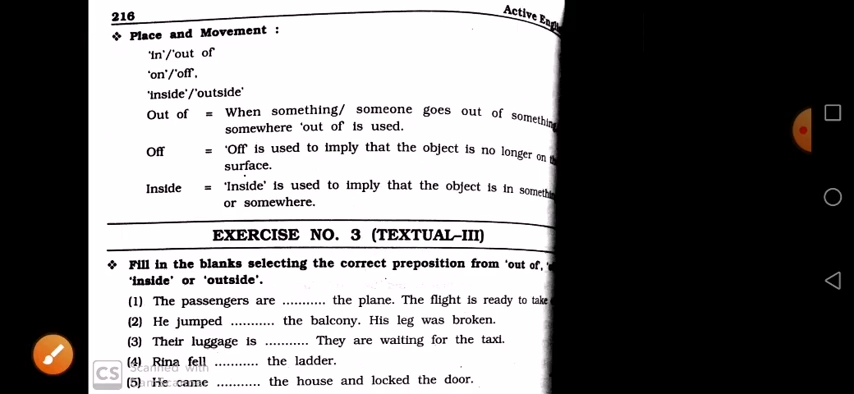 216
Active
❖ Place and Movement :
'in'/'out of
'on'/'off,
'inside'/'outside'
Out of = When something/ someone goes out of something
somewhere 'out of is used.
Off = 'Off is used to imply that the object is no longer on
surface.
Inside = 'Inside' is used to imply that the object is in
or somewhere.
EXERCISE NO. 3 (TEXTUAL-III)
❖ Fill in the blanks selecting the correct preposition from 'out of,
'inside' or 'outside'.
(1) The passengers are ........... the plane. The flight is ready to take
(2) He jumped ........... the balcony. His leg was broken.
(3) Their luggage is ........... They are waiting for the taxi.
(4) Rina fell ........... the ladder.
(5) He came ........... the house and locked the door.
CS Scanned with